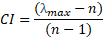 CI = (λmax − n) / (n − 1)